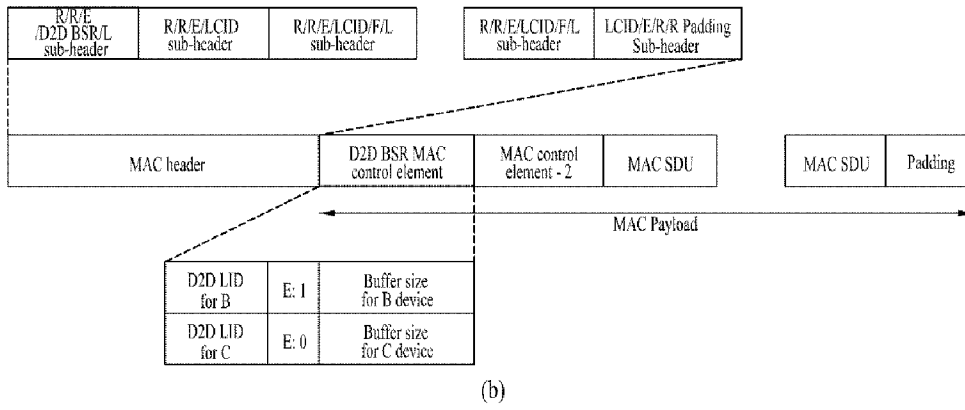 R/R/E
/D2D BSR/L
sub-header
R/R/E/LCID
sub-header
R/R/E/LCID/F/L
sub-header
R/R/E/LCID/F/L
sub-header
LCID/E/R/R Padding
Sub-header
MAC header
D2D BSR MAC
control element
MAC control
element - 2
MAC SDU
MAC SDU
Padding
MAC Payload
D2D LID
for B
E: 1
Buffer size
for B device
D2D LID
for C
E: 0
Buffer size
for C device
(b)